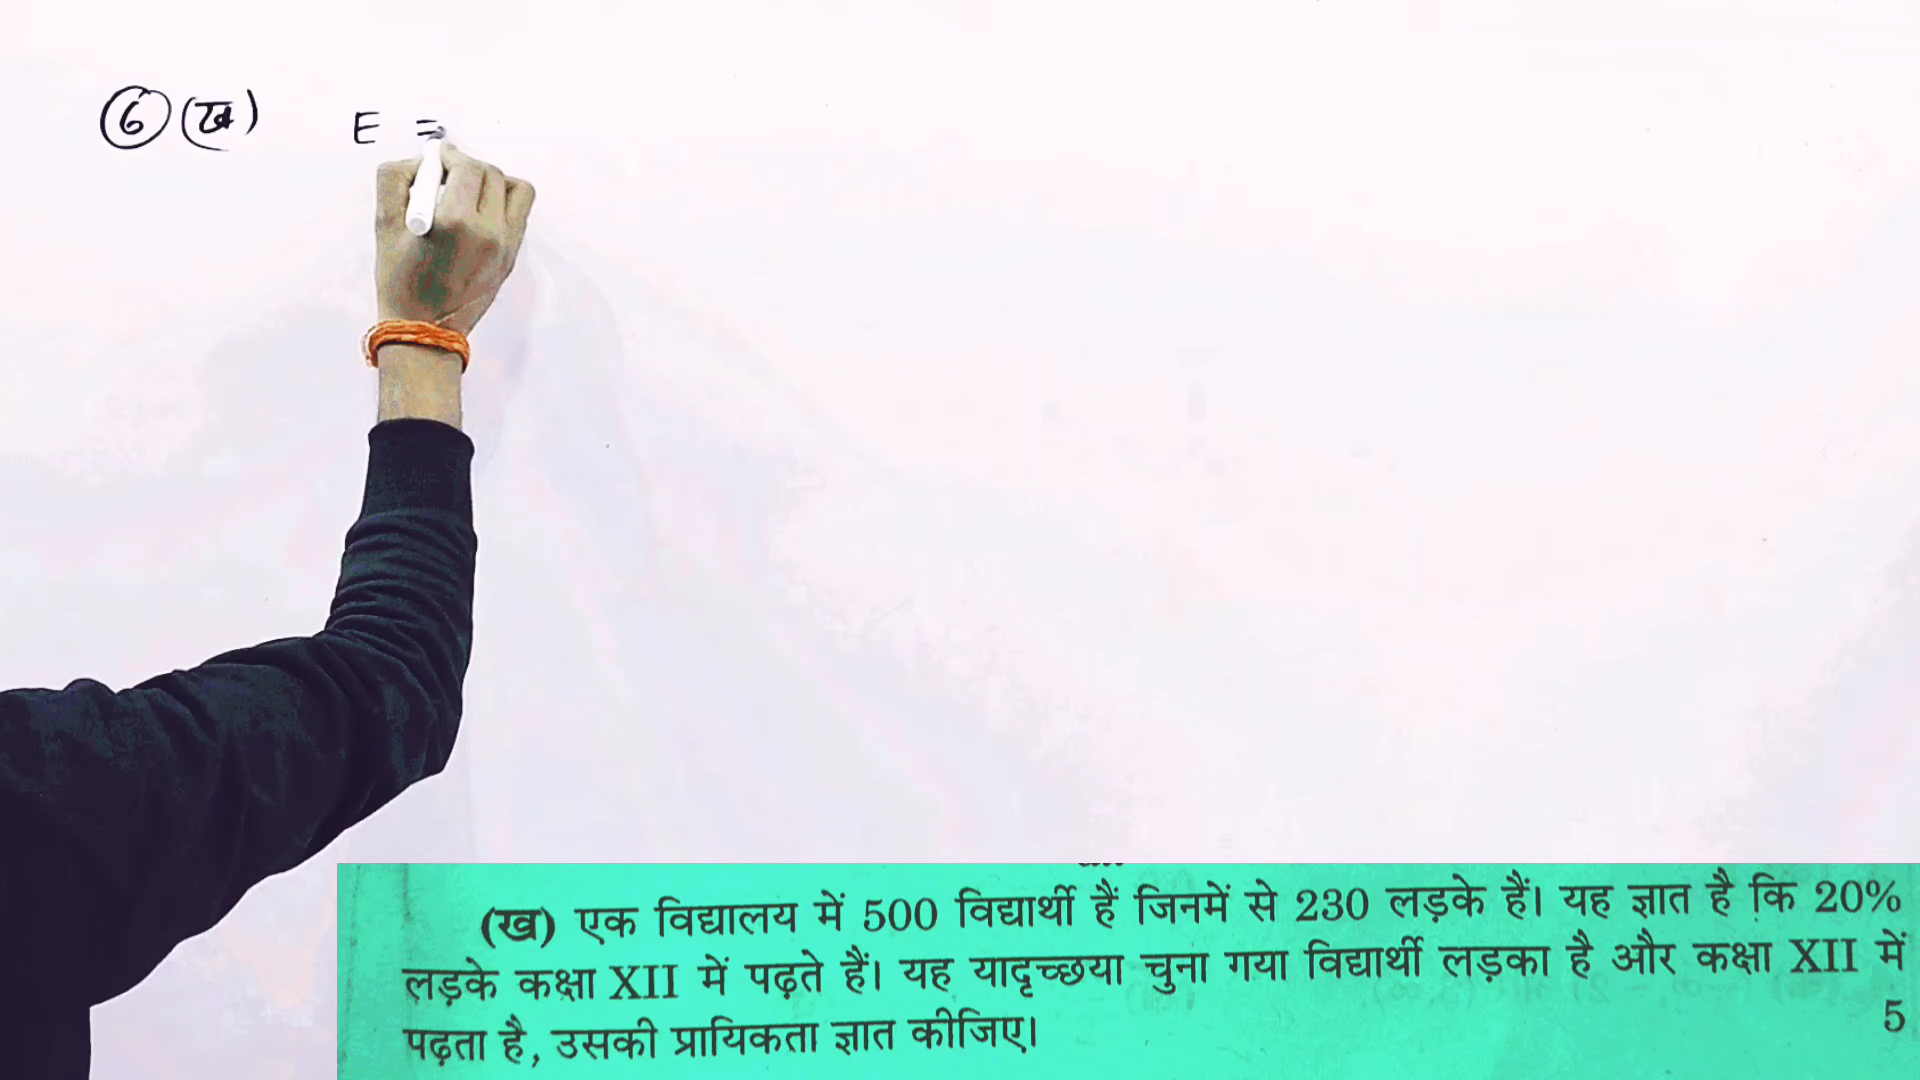 6 (ख) E =
(ख) एक विद्यालय में 500 विद्यार्थी हैं जिनमें से 230 लड़के हैं। यह ज्ञात है कि 20%
लड़के कक्षा XII में पढ़ते हैं। यह यादृच्छया चुना गया विद्यार्थी लड़का है और कक्षा XII में
पढ़ता है, उसकी प्रायिकता ज्ञात कीजिए।
5